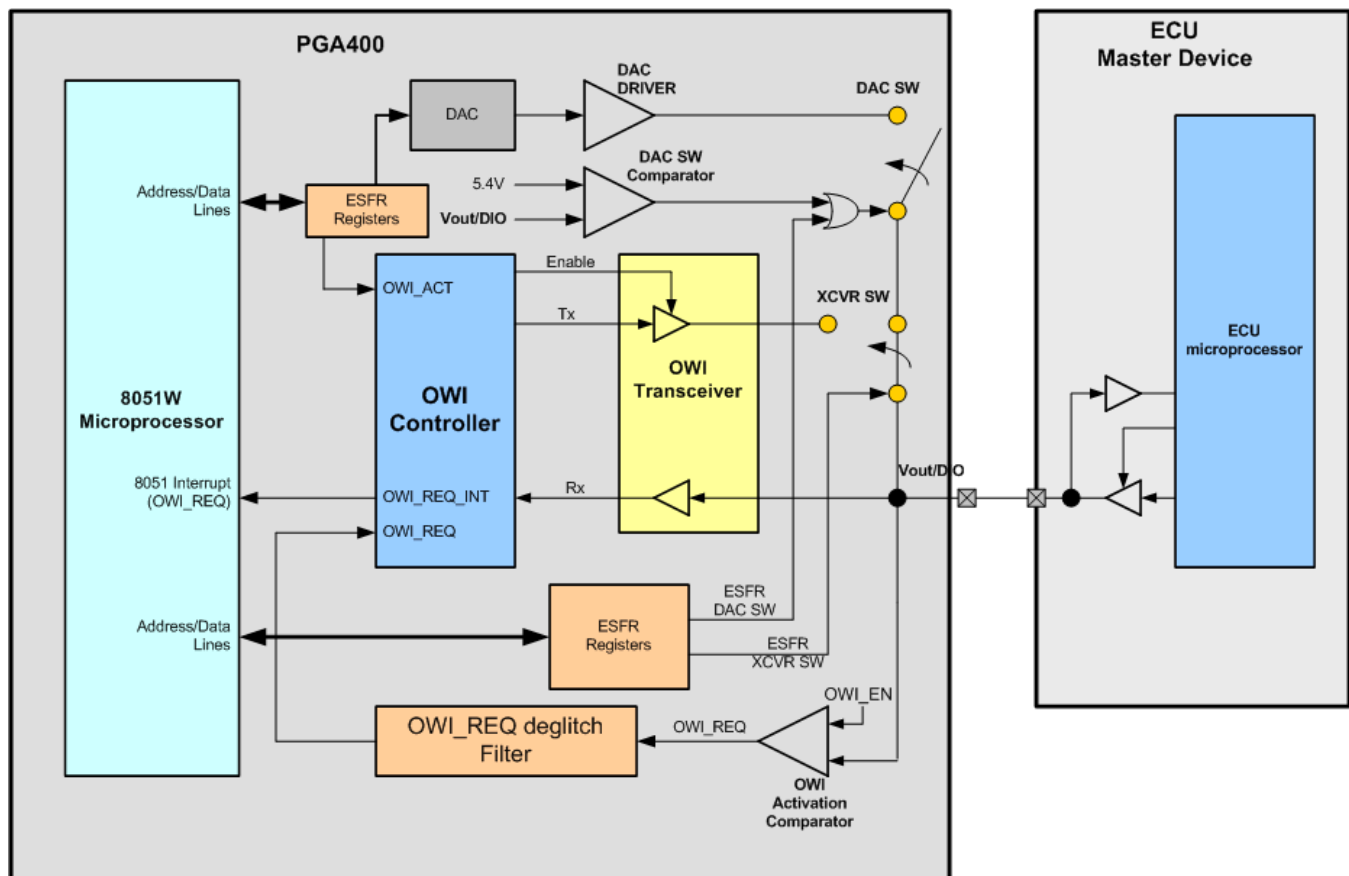 PGA400
ECU
Master Device
DAC
DRIVER
DAC SW
DAC
DAC SW
Comparator
5.4V
Vout/DIO
Address/Data
Lines
ESFR
Registers
Enable
OWI_ACT
Tx
XCVR SW
ECU
microprocessor
OWI
Transceiver
8051W
Microprocessor
OWI
Controller
Vout/DIO
8051 Interrupt
(OWI_REQ)
OWI_REQ_INT
Rx
OWI_REQ
ESFR
DAC SW
Address/Data
Lines
ESFR
Registers
ESFR
XCVR SW
OWI_EN
OWI_REQ deglitch
Filter
OWI_REQ
OWI
Activation
Comparator